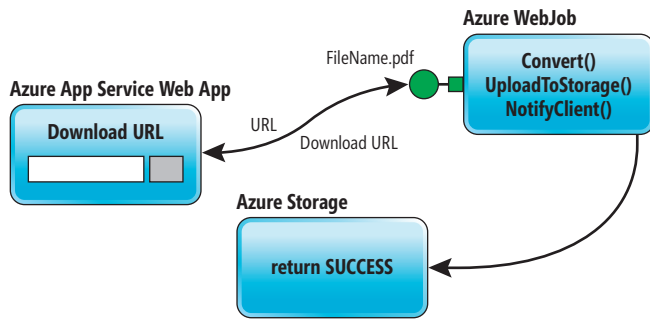 Azure WebJob
FileName.pdf
Convert()
UploadToStorage()
NotifyClient()
Azure App Service Web App
Download URL
URL
Download URL
Azure Storage
return SUCCESS